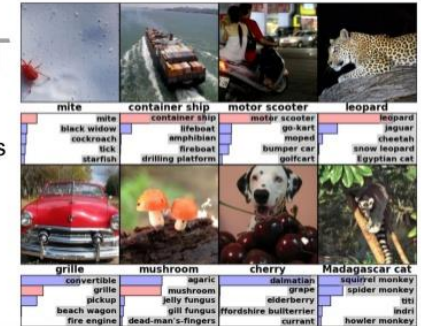 s
mite
container ship
motor scooter
leopard
mite
black widow
cockroach
tick
starfish
container ship
lifeboat
amphibian
fireboat
drilling platform
motor scooter
go-kart
moped
bumper car
golfcart
leopard
jaguar
cheetah
snow leopard
Egyptian cat
grille
mushroom
cherry
Madagascar cat
convertible
grille
pickup
beach wagon
fire engine
agaric
mushroom
jelly fungus
gill fungus
dead-man's-fingers
dalmatian
grape
elderberry
ffordshire bullterrier
currant
squirrel monkey
spider monkey
titi
indri
howler monkey